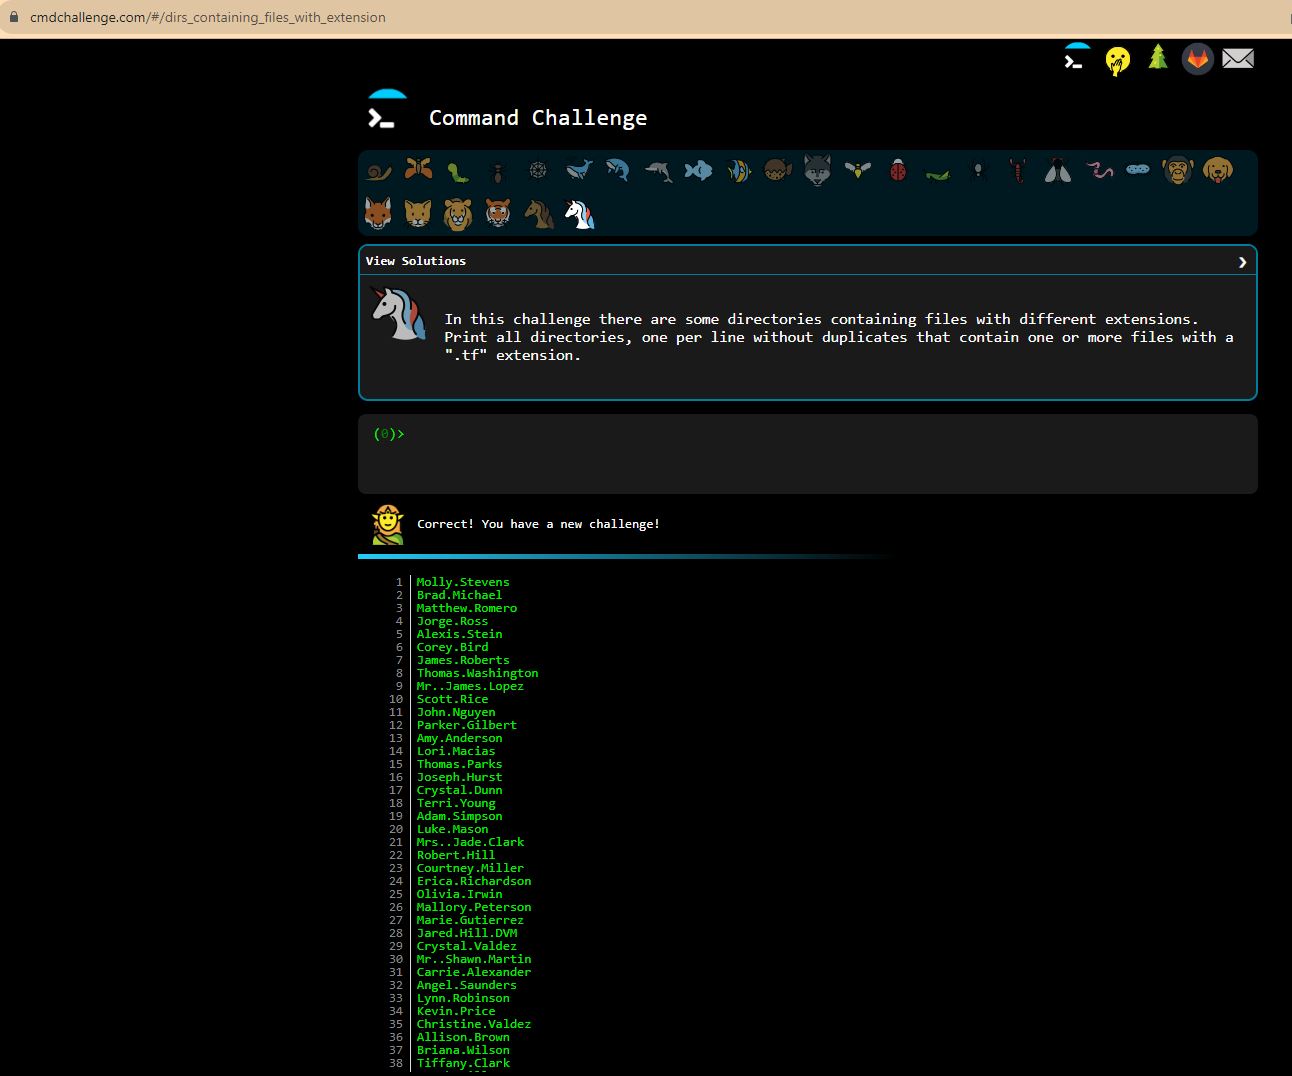 cmdchallenge.com/#/dirs_containing_files_with_extension
Command Challenge
View Solutions
In this challenge there are some directories containing files with different extensions.
Print all directories, one per line without duplicates that contain one or more files with a
".tf" extension.
(0)>
Correct! You have a new challenge!
1 Molly.Stevens
2 Brad.Michael
3 Matthew.Romero
4 Jorge.Ross
5 Alexis.Stein
6 Corey.Bird
7 James.Roberts
8 Thomas.Washington
9 Mr..James.Lopez
10 Scott.Rice
11 John.Nguyen
12 Parker.Gilbert
13 Amy.Anderson
14 Lori.Macias
15 Thomas.Parks
16 Joseph.Hurst
17 Crystal.Dunn
18 Terri.Young
19 Adam.Simpson
20 Luke.Mason
21 Mrs..Jade.Clark
22 Robert.Hill
23 Courtney.Miller
24 Erica.Richardson
25 Olivia.Irwin
26 Mallory.Peterson
27 Marie.Gutierrez
28 Jared.Hill.DVM
29 Crystal.Valdez
30 Mr..Shawn.Martin
31 Carrie.Alexander
32 Angel.Saunders
33 Lynn.Robinson
34 Kevin.Price
35 Christine.Valdez
36 Allison.Brown
37 Briana.Wilson
38 Tiffany.Clark